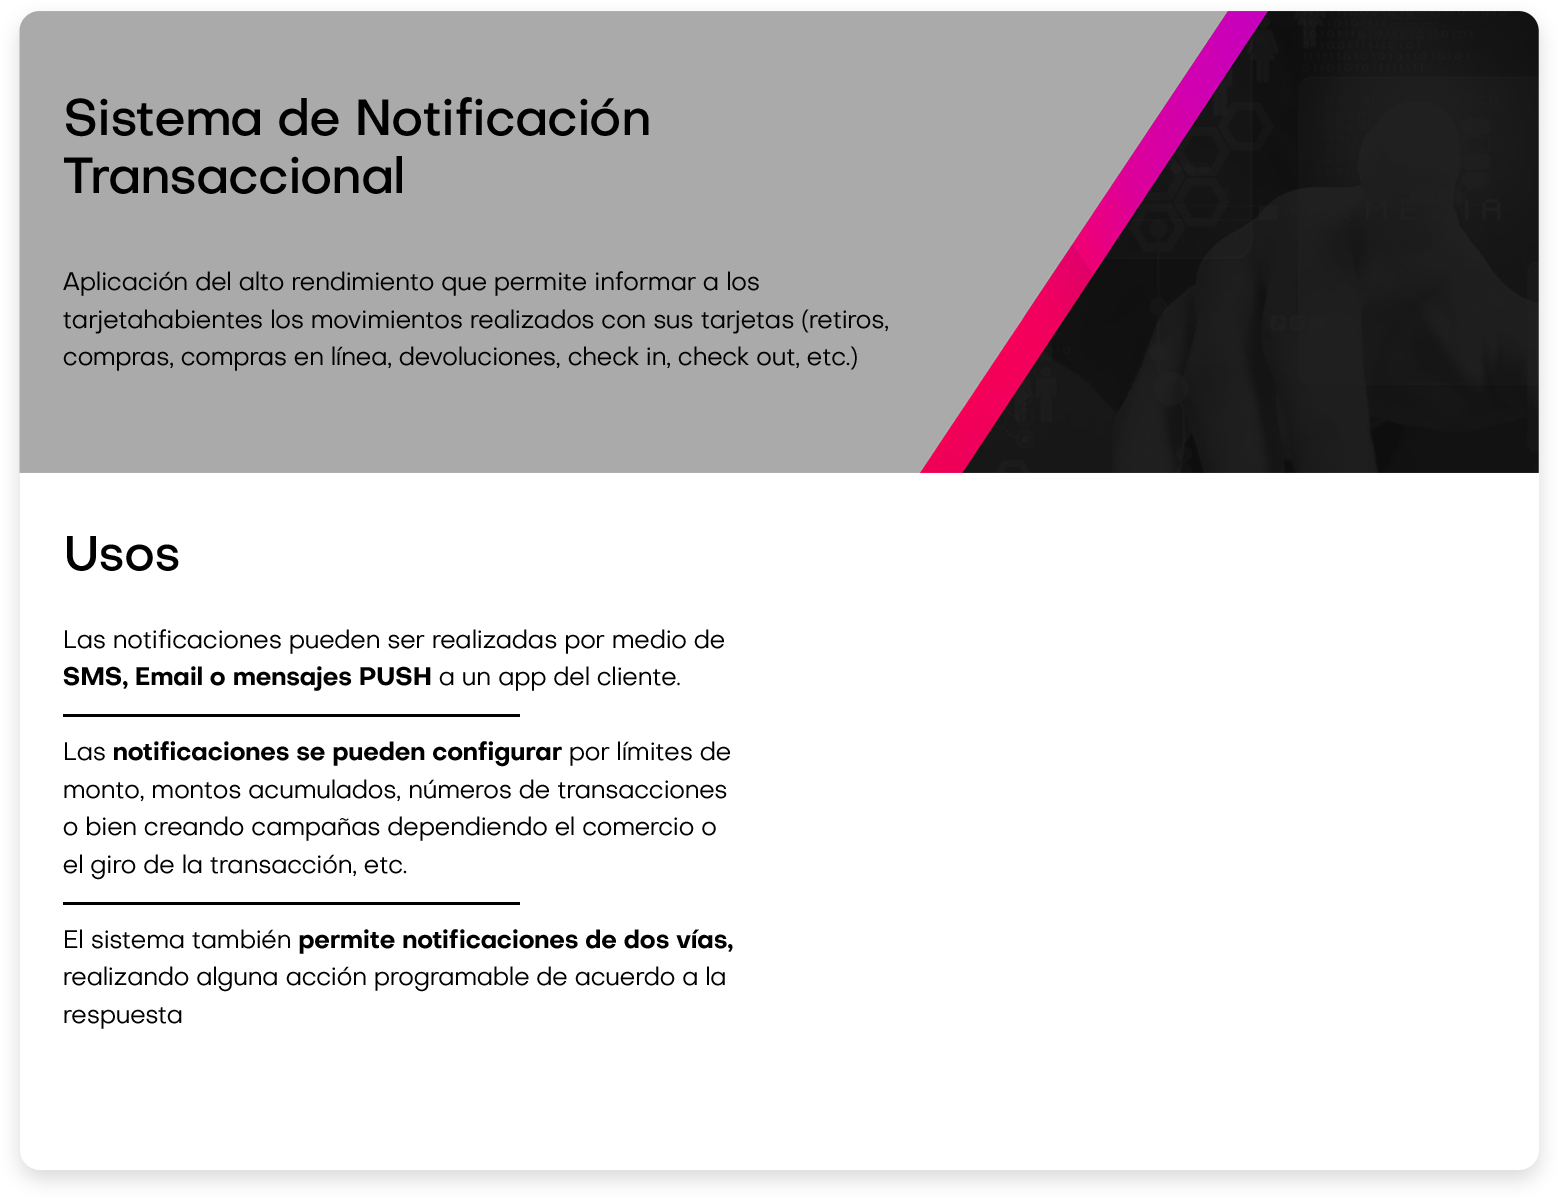 Sistema de Notificación
Transaccional
Aplicación del alto rendimiento que permite informar a los
tarjetahabientes los movimientos realizados con sus tarjetas (retiros,
compras, compras en línea, devoluciones, check in, check out, etc.)
Usos
Las notificaciones pueden ser realizadas por medio de
SMS, Email o mensajes PUSH a un app del cliente.
Las notificaciones se pueden configurar por límites de
monto, montos acumulados, números de transacciones
o bien creando campañas dependiendo el comercio o
el giro de la transacción, etc.
El sistema también permite notificaciones de dos vías,
realizando alguna acción programable de acuerdo a la
respuesta